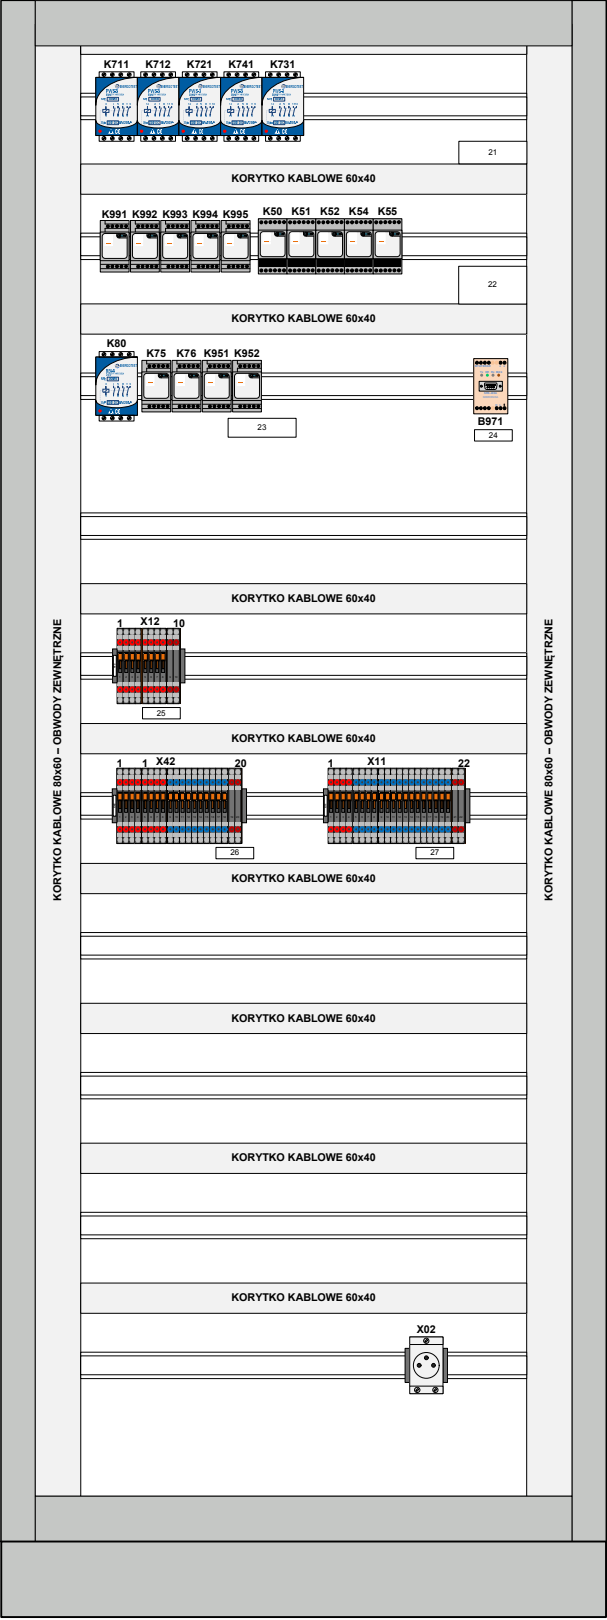 K711 K712 K721 K741 K731
21
KORYTKO KABLOWE 60x40
K991 K992 K993 K994 K995 K50 K51 K52 K54 K55
22
KORYTKO KABLOWE 60x40
K80 K75 K76 K951 K952
B971
23
24
KORYTKO KABLOWE 60x40
1 X12 10
25
KORYTKO KABLOWE 60x40
1 1 X42 20 1 X11 22
26 27
KORYTKO KABLOWE 60x40
KORYTKO KABLOWE 60x40
KORYTKO KABLOWE 60x40
KORYTKO KABLOWE 60x40
X02
KORYTKO KABLOWE 80x60 – OBWODY ZEWNĘTRZNE
KORYTKO KABLOWE 80x60 – OBWODY ZEWNĘTRZNE